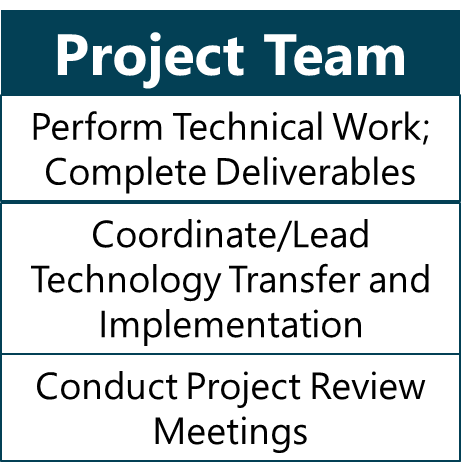 Project Team
Perform Technical Work;
Complete Deliverables
Coordinate/Lead
Technology Transfer and
Implementation
Conduct Project Review
Meetings